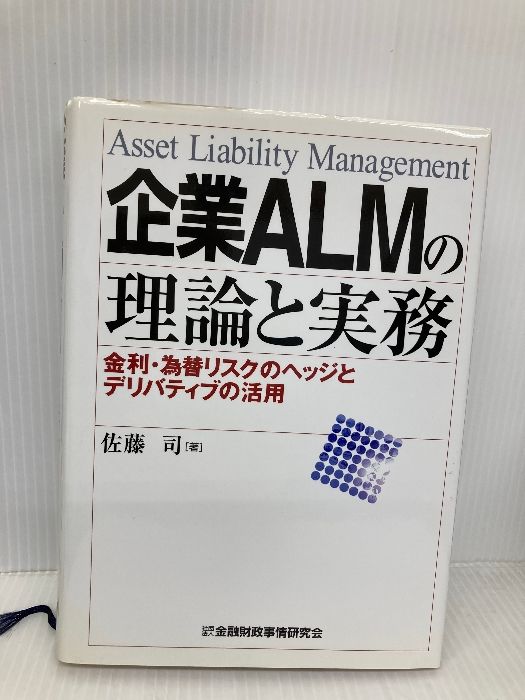 Asset Liability Management
企業ALMの
理論と実務
金利・為替リスクのヘッジと
デリバティブの活用
佐藤 司[著]
金融財政事情研究会